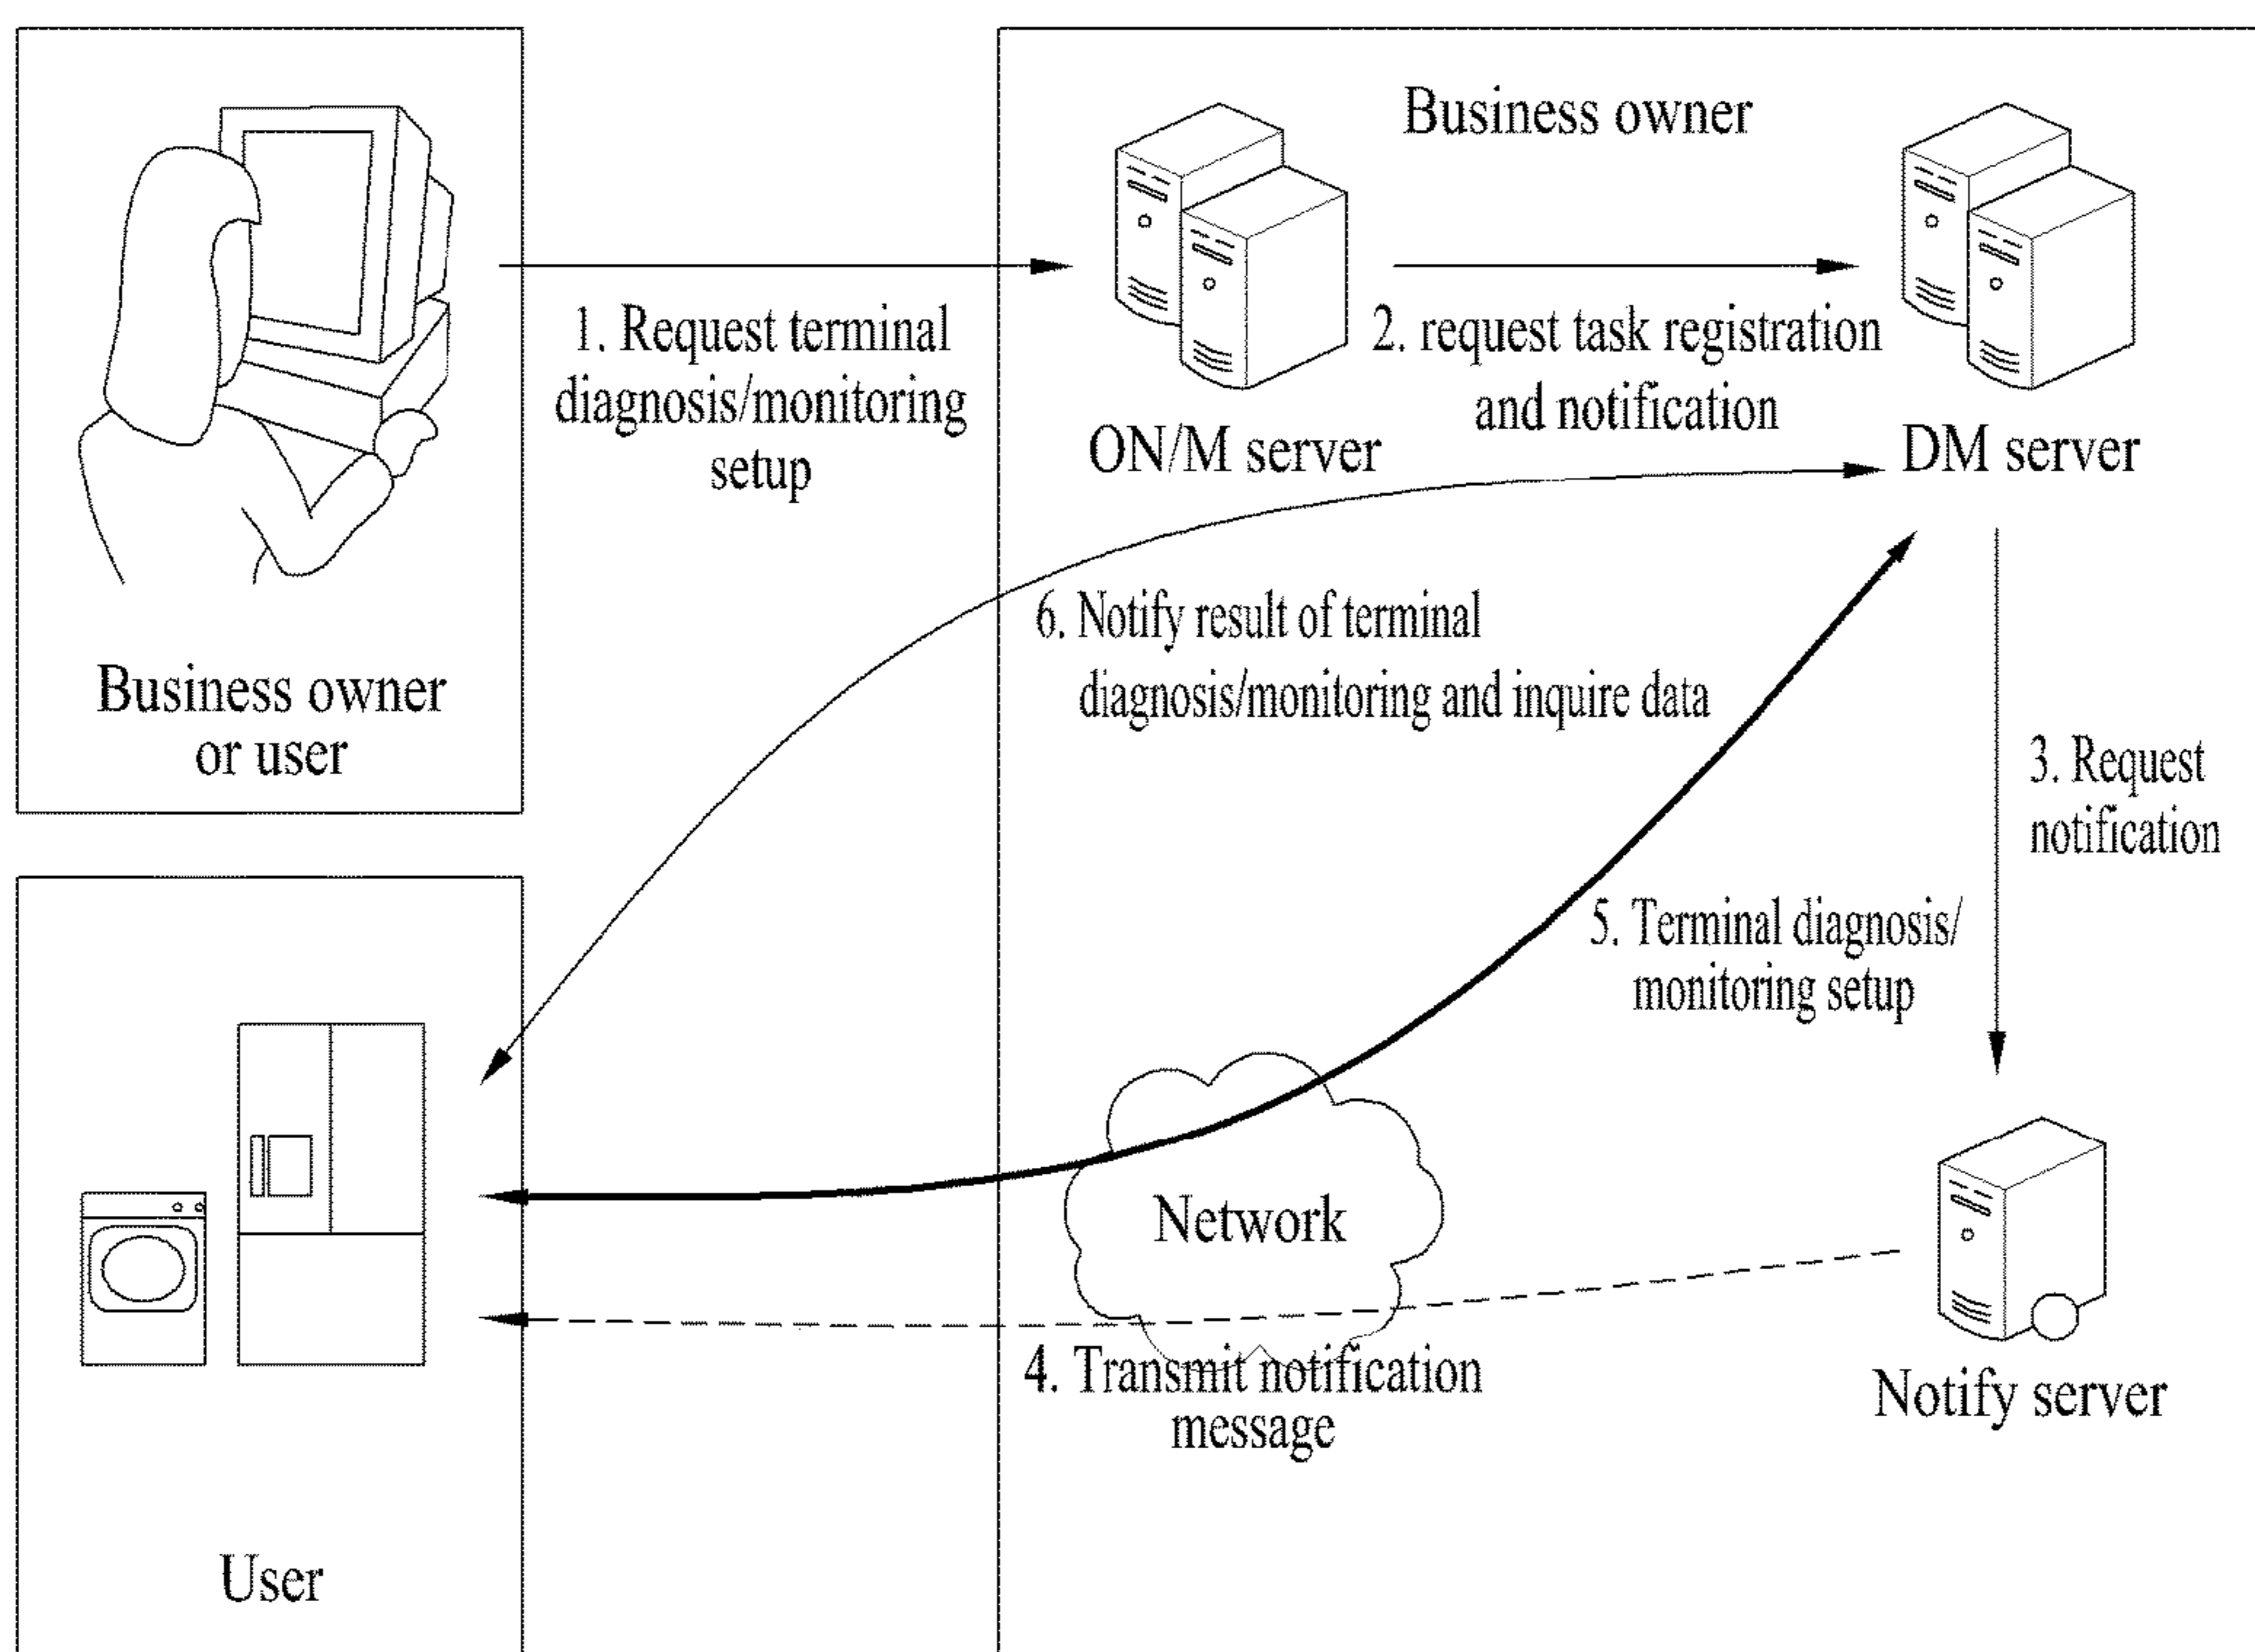 Business owner
1. Request terminal
diagnosis/monitoring
setup
2. request task registration
and notification
ON/M server
DM server
6. Notify result of terminal
diagnosis/monitoring and inquire data
Business owner
or user
3. Request
notification
5. Terminal diagnosis/
monitoring setup
Network
4. Transmit notification
message
Notify server
User